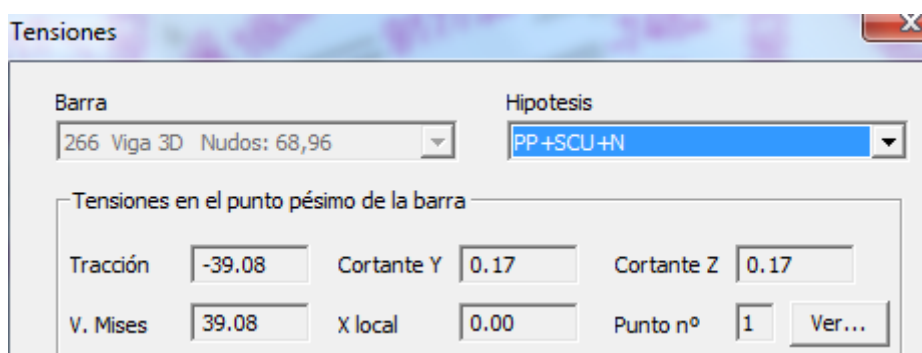 Tensiones
Barra Hipotesis
266 Viga 3D Nudos: 68,96 PP+SCU+N
Tensiones en el punto pésimo de la barra
Tracción -39.08 Cortante Y 0.17 Cortante Z 0.17
V. Mises 39.08 X local 0.00 Punto nº 1 Ver...